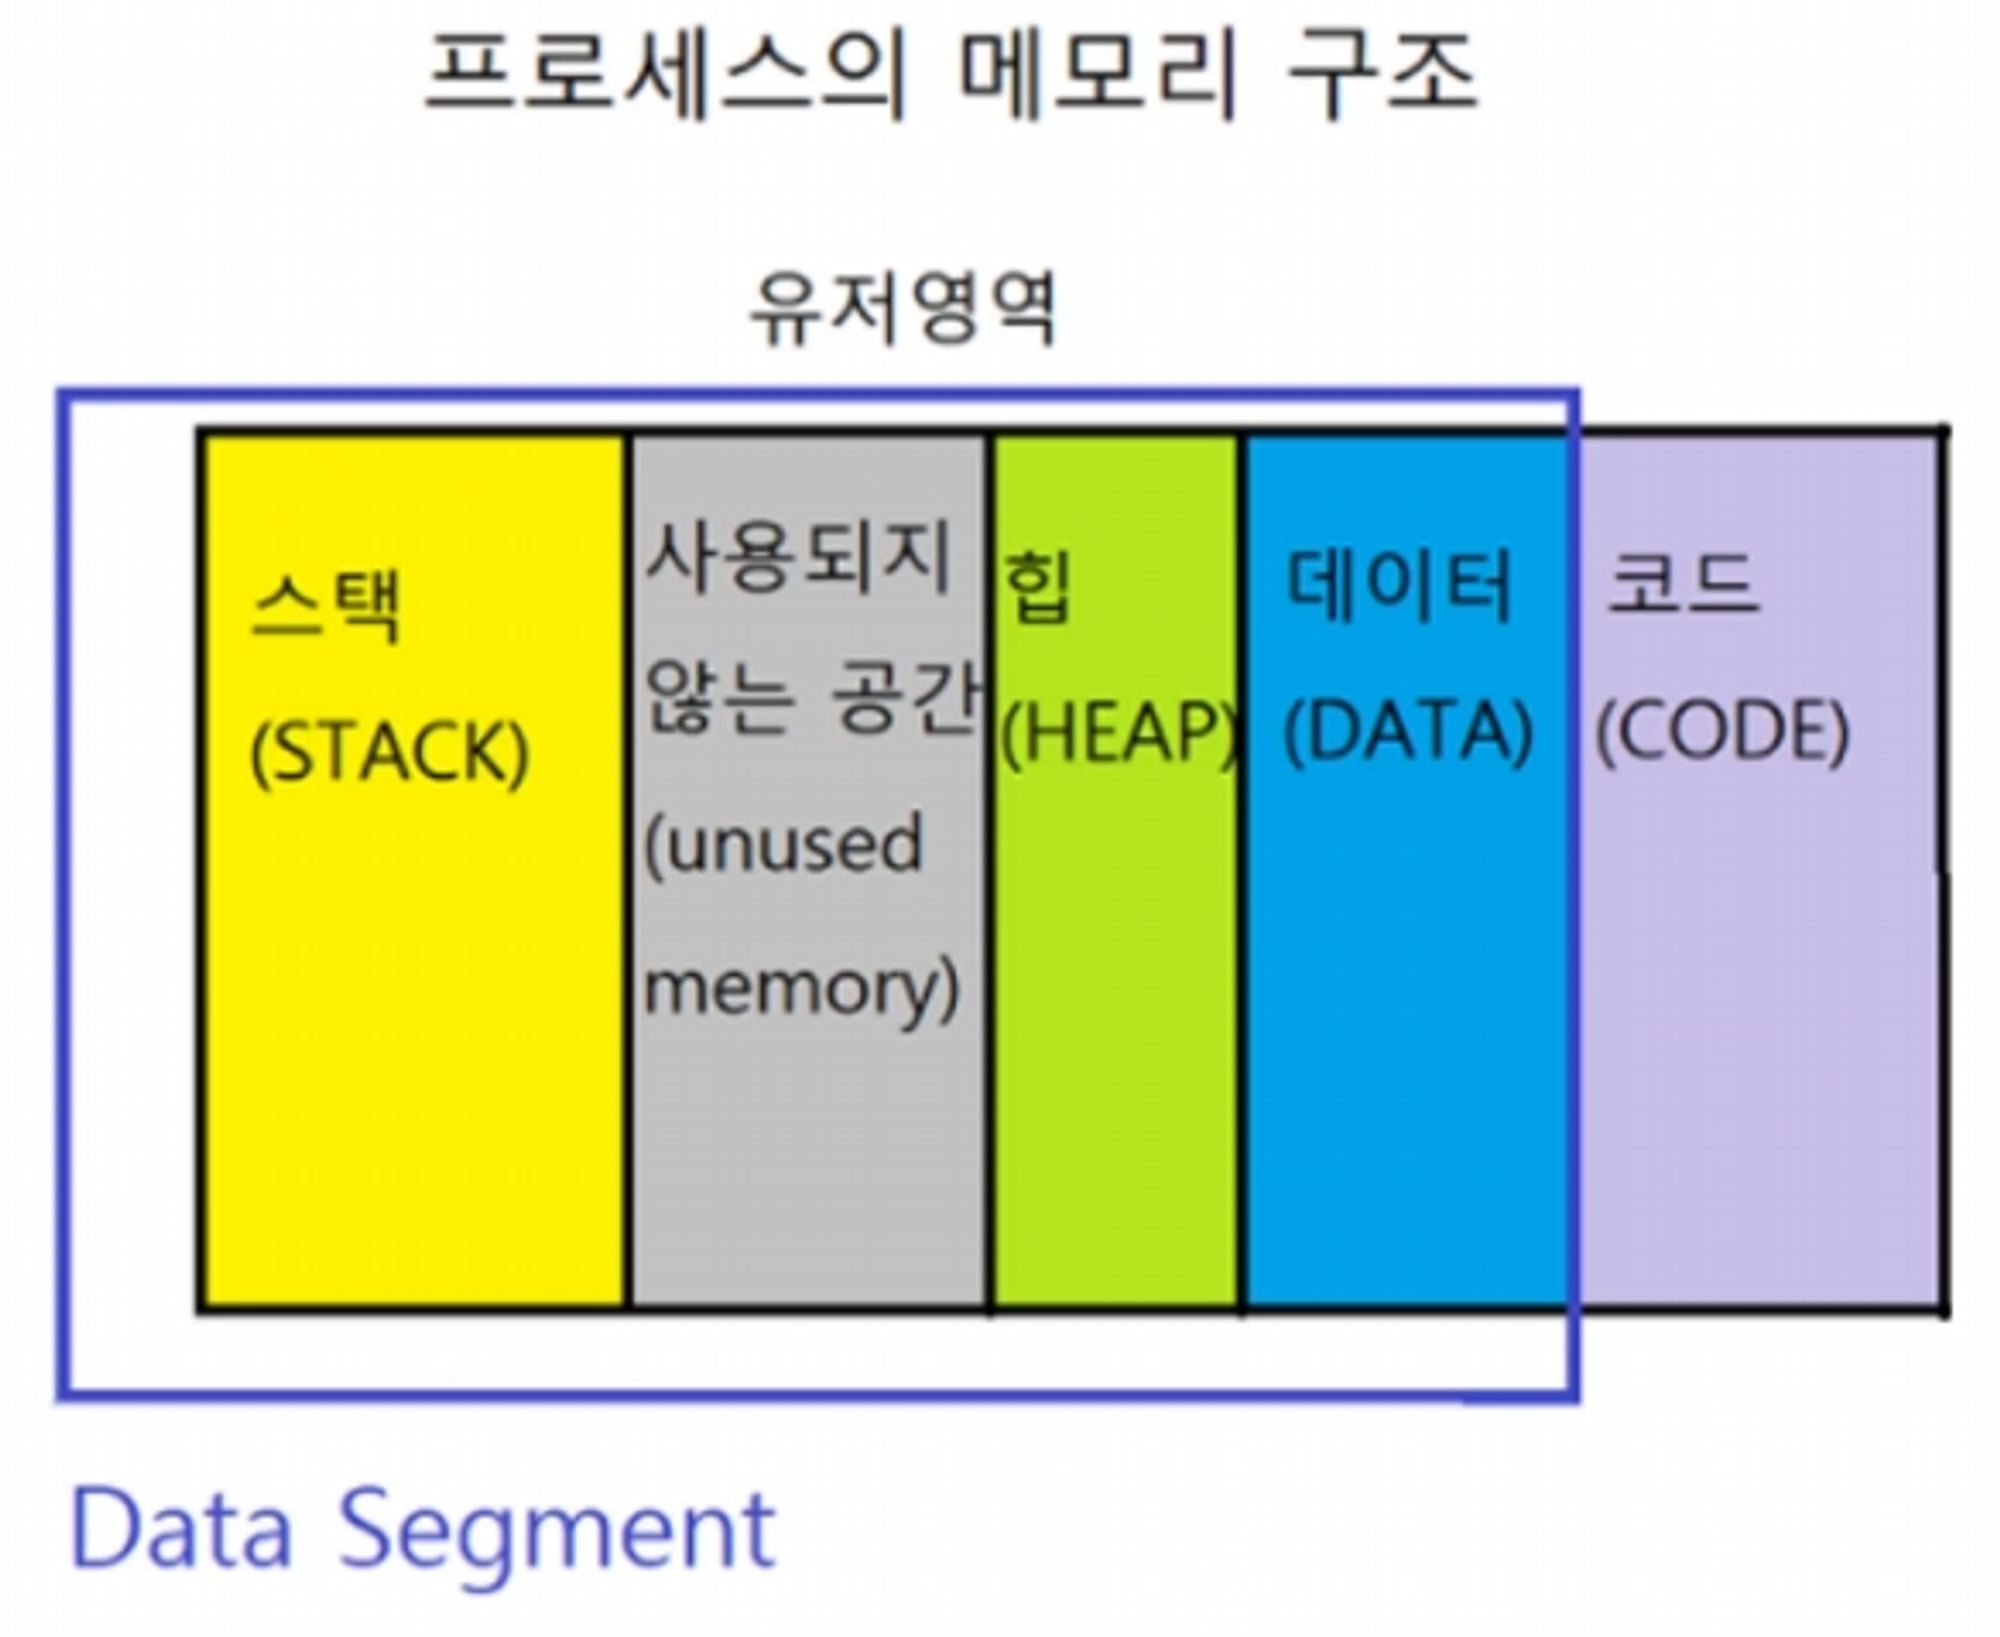 프로세스의 메모리 구조
유저영역
스택
(STACK)
사용되지
않는 공간
(unused
memory)
힙
(HEAP)
데이터
(DATA)
코드
(CODE)
Data Segment